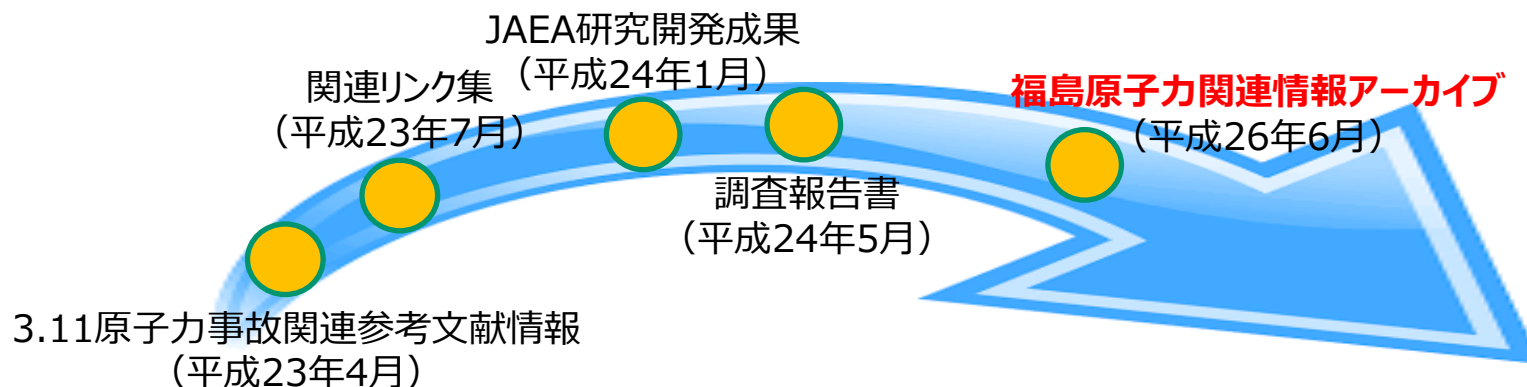 3.11原子力事故関連参考文献情報
（平成23年4月）
関連リンク集
（平成23年7月）
JAEA研究開発成果
（平成24年1月）
調査報告書
（平成24年5月）
福島原子力関連情報アーカイブ
（平成26年6月）